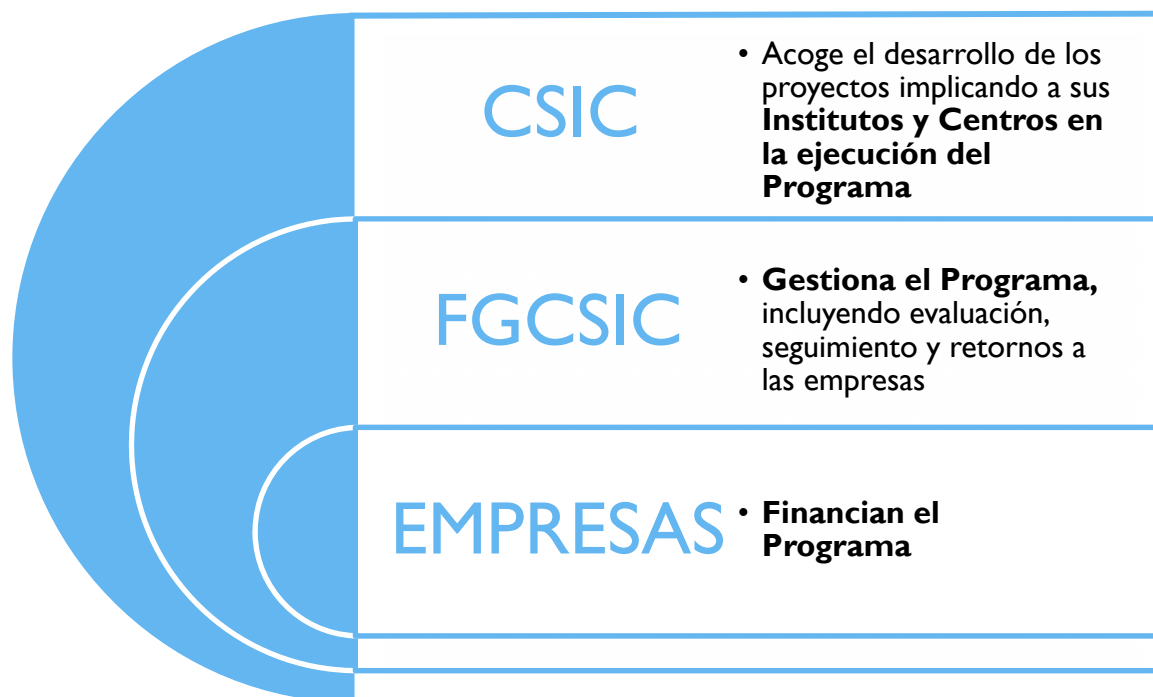 CSIC
• Acoge el desarrollo de los
proyectos implicando a sus
Institutos y Centros en
la ejecución del
Programa
FGCSIC
• Gestiona el Programa,
incluyendo evaluación,
seguimiento y retornos a
las empresas
EMPRESAS
• Financian el
Programa